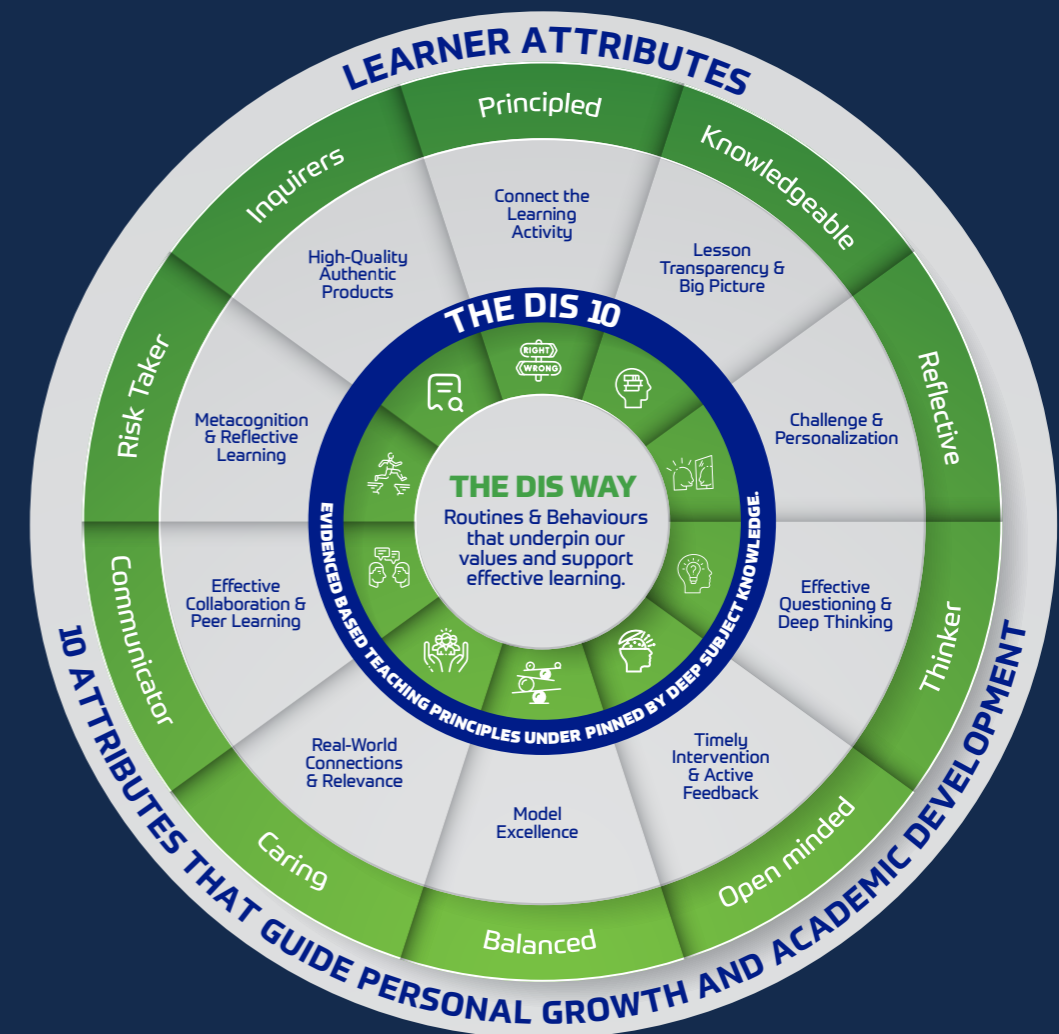 LEARNER ATTRIBUTES
Principled
Knowledgeable
Reflective
Thinker
Open minded
Balanced
Caring
Communicator
Risk Taker
Inquirers
Connect the
Learning
Activity
Lesson
Transparency &
Big Picture
Challenge &
Personalization
Effective
Questioning &
Deep Thinking
Timely
Intervention
& Active
Feedback
Model
Excellence
Real-World
Connections
& Relevance
Effective
Collaboration &
Peer Learning
Metacognition
& Reflective
Learning
High-Quality
Authentic
Products
THE DIS 10
RIGHT
WRONG
THE DIS WAY
Routines & Behaviours
that underpin our
values and support
effective learning.
EVIDENCED BASED TEACHING PRINCIPLES UNDER PINNED BY DEEP SUBJECT KNOWLEDGE.
10 ATTRIBUTES THAT GUIDE PERSONAL GROWTH AND ACADEMIC DEVELOPMENT